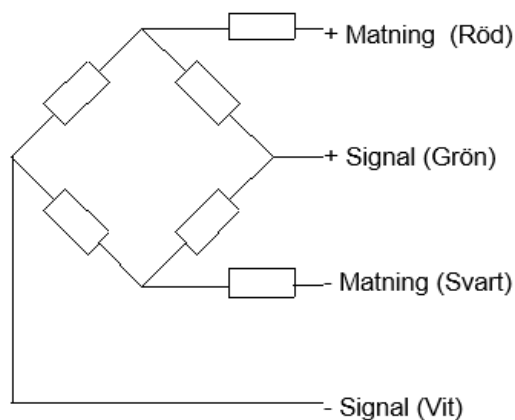 + Matning (Röd)
+ Signal (Grön)
- Matning (Svart)
- Signal (Vit)